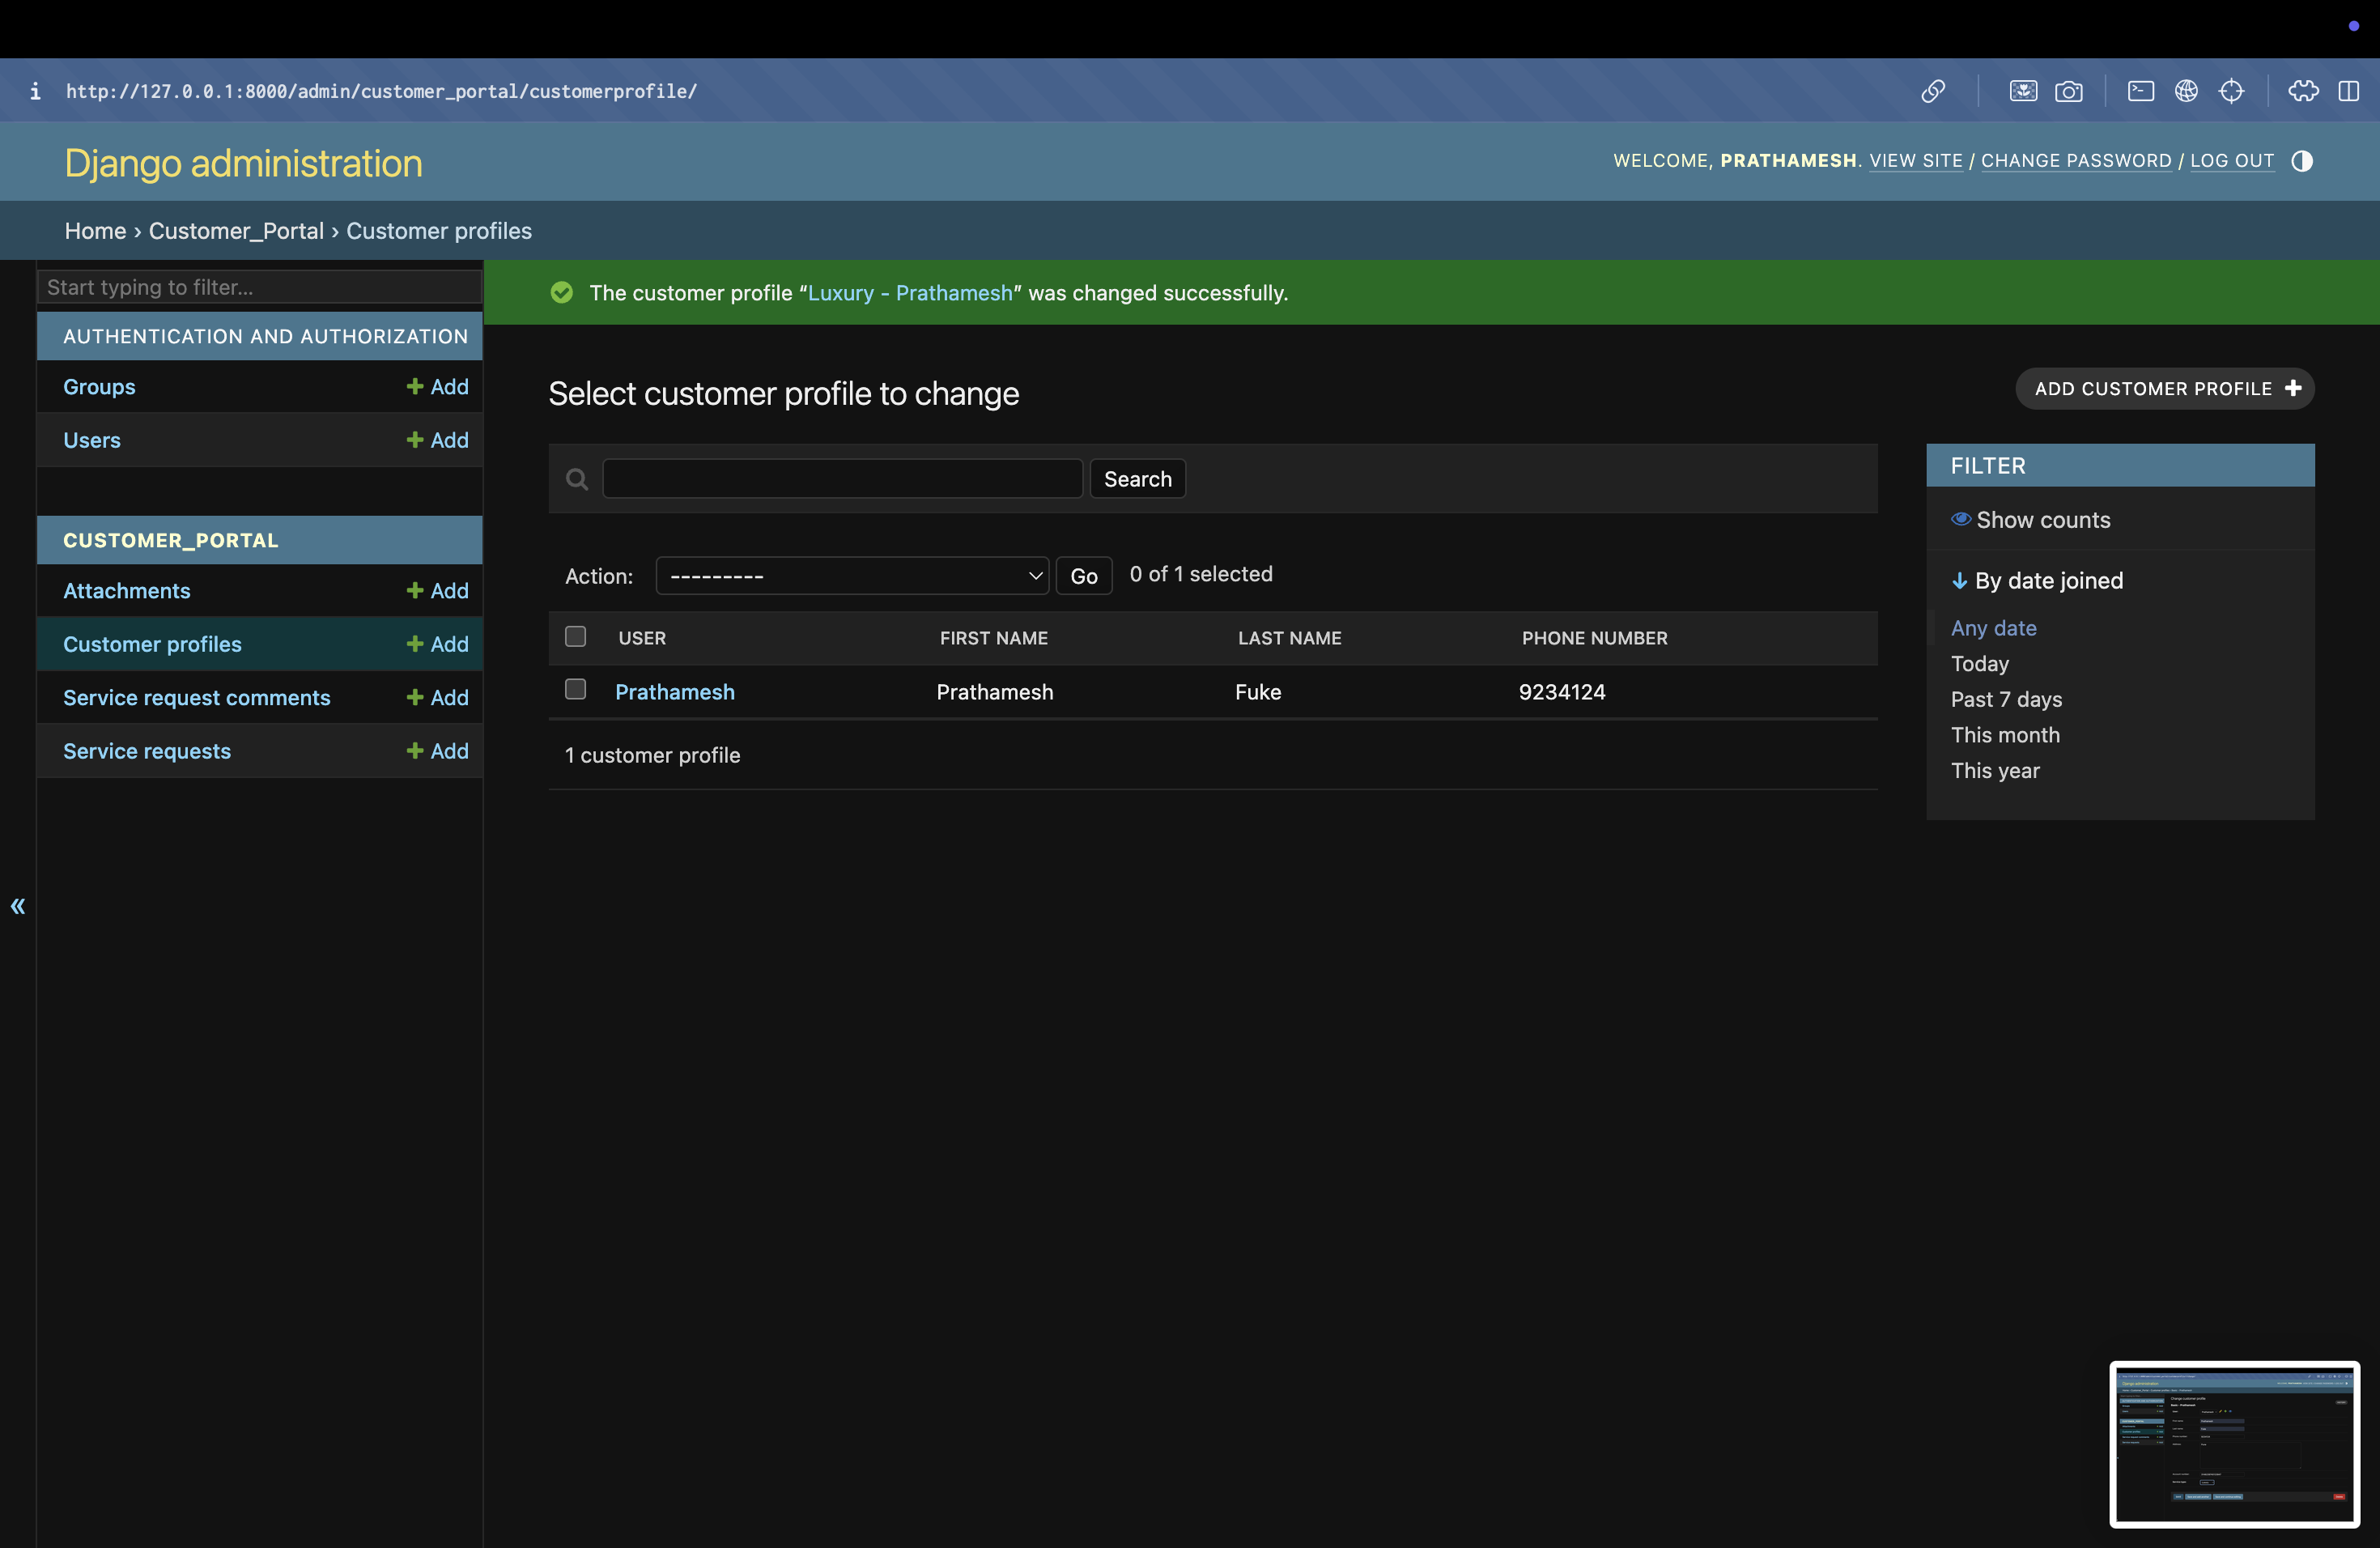 http://127.0.0.1:8000/admin/customer_portal/customerprofile/
Django administration
WELCOME, PRATHAMESH. VIEW SITE / CHANGE PASSWORD / LOG OUT
Home › Customer_Portal › Customer profiles
Start typing to filter...
AUTHENTICATION AND AUTHORIZATION
Groups + Add
Users + Add
CUSTOMER_PORTAL
Attachments + Add
Customer profiles + Add
Service request comments + Add
Service requests + Add
«
The customer profile “Luxury - Prathamesh” was changed successfully.
Select customer profile to change
ADD CUSTOMER PROFILE +
Search
Action: --------- Go 0 of 1 selected
USER FIRST NAME LAST NAME PHONE NUMBER
Prathamesh Prathamesh Fuke 9234124
1 customer profile
FILTER
Show counts
↓ By date joined
Any date
Today
Past 7 days
This month
This year